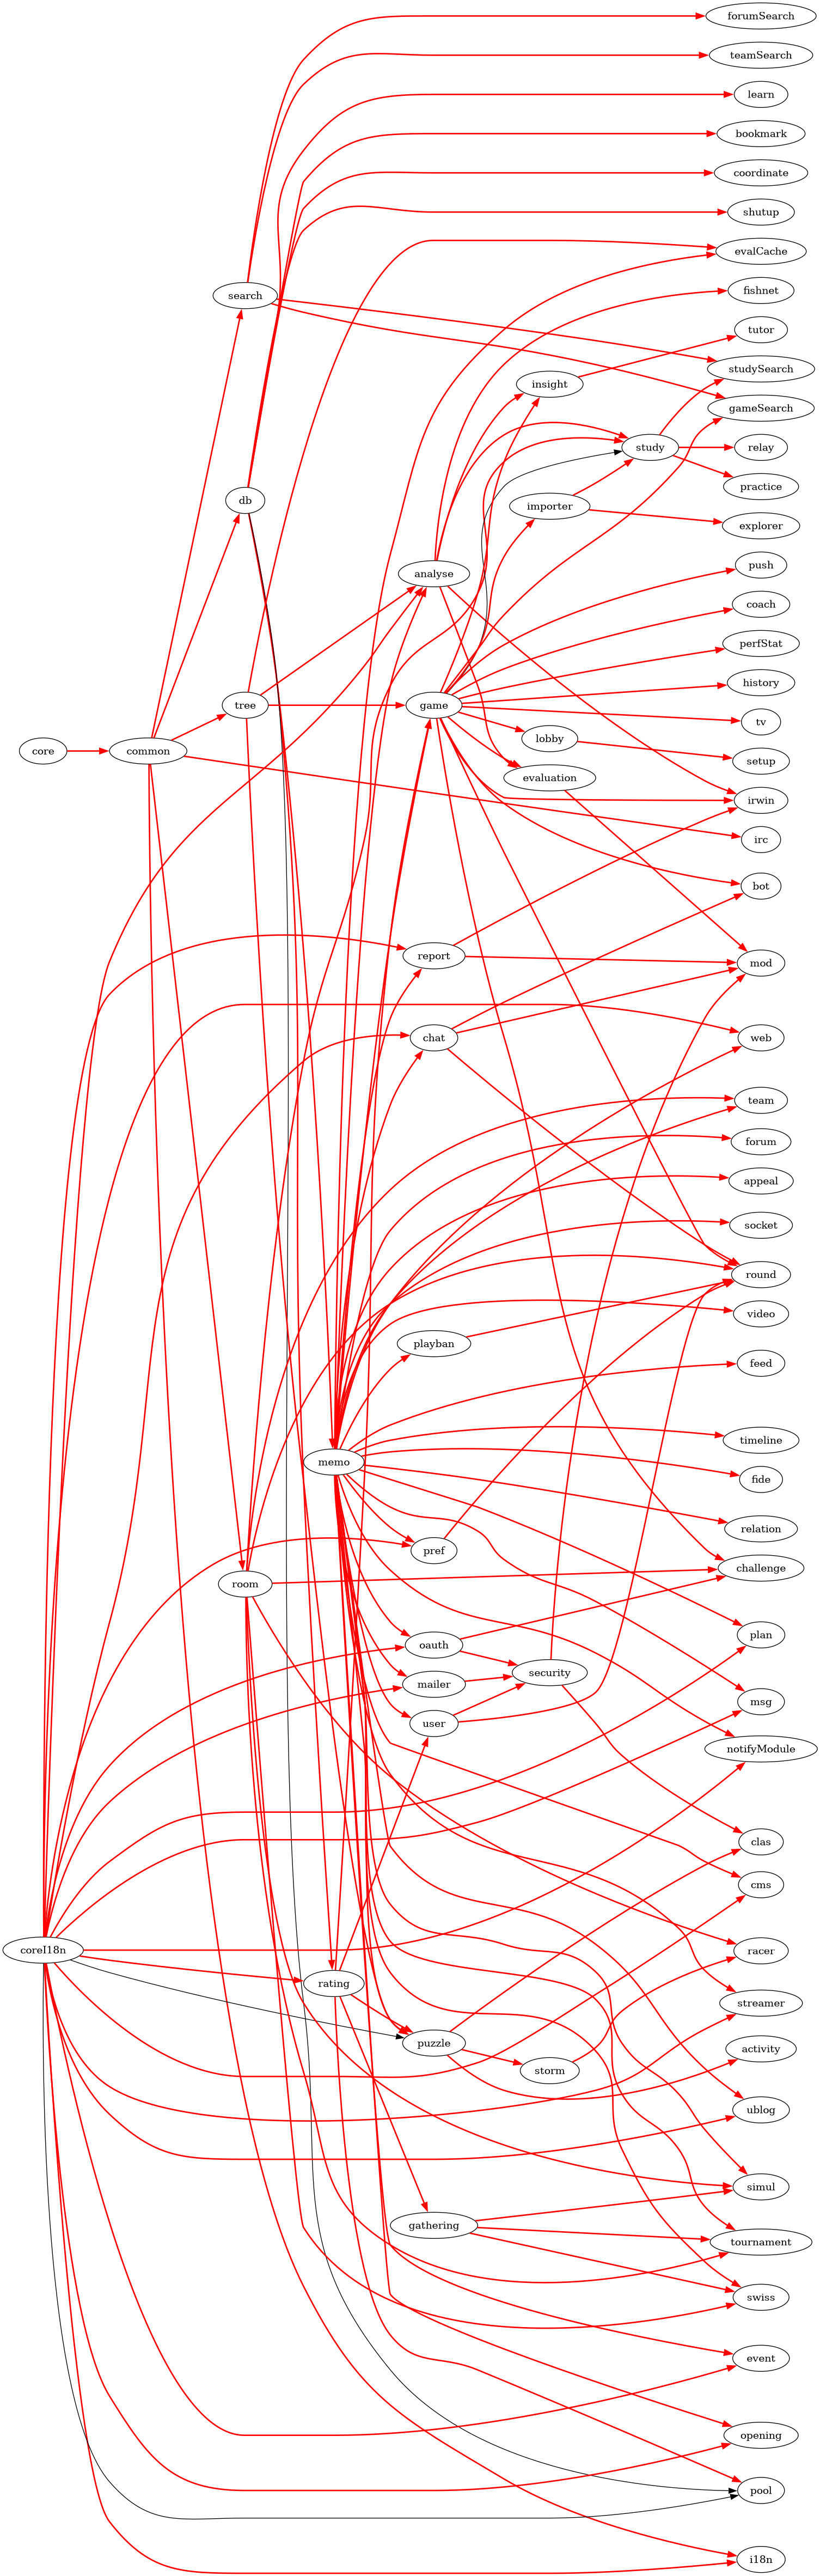 forumSearch
teamSearch
learn
bookmark
coordinate
shutup
evalCache
fishnet
search
tutor
studySearch
insight
gameSearch
study
relay
practice
db
importer
explorer
push
analyse
coach
perfStat
history
tree
game
tv
lobby
core
common
setup
evaluation
irwin
irc
bot
report
mod
chat
web
team
forum
appeal
socket
round
video
playban
feed
timeline
memo
fide
relation
pref
challenge
room
plan
oauth
security
mailer
msg
user
notifyModule
clas
cms
coreI18n
racer
rating
streamer
puzzle
activity
storm
ublog
simul
gathering
tournament
swiss
event
opening
pool
i18n